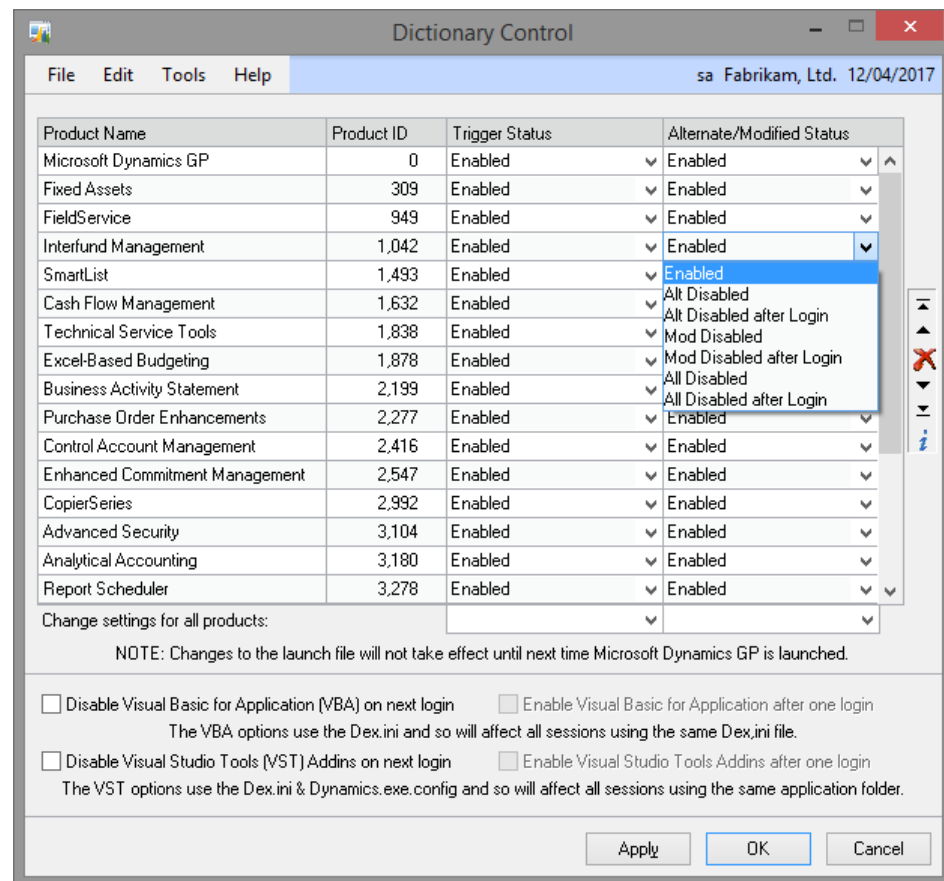 Dictionary Control
File Edit Tools Help sa Fabrikam, Ltd. 12/04/2017
Product Name Product ID Trigger Status Alternate/Modified Status
Microsoft Dynamics GP 0 Enabled Enabled
Fixed Assets 309 Enabled Enabled
FieldService 949 Enabled Enabled
Interfund Management 1,042 Enabled Enabled
SmartList 1,493 Enabled Enabled
Alt Disabled
Cash Flow Management 1,632 Enabled Alt Disabled after Login
Technical Service Tools 1,838 Enabled Mod Disabled
Excel-Based Budgeting 1,878 Enabled Mod Disabled after Login
Business Activity Statement 2,199 Enabled All Disabled
All Disabled after Login
Purchase Order Enhancements 2,277 Enabled Enabled
Control Account Management 2,416 Enabled Enabled
Enhanced Commitment Management 2,547 Enabled Enabled
CopierSeries 2,992 Enabled Enabled
Advanced Security 3,104 Enabled Enabled
Analytical Accounting 3,180 Enabled Enabled
Report Scheduler 3,278 Enabled Enabled
Change settings for all products:
NOTE: Changes to the launch file will not take effect until next time Microsoft Dynamics GP is launched.
Disable Visual Basic for Application (VBA) on next login Enable Visual Basic for Application after one login
The VBA options use the Dex.ini and so will affect all sessions using the same Dex,ini file.
Disable Visual Studio Tools (VST) Addins on next login Enable Visual Studio Tools Addins after one login
The VST options use the Dex.ini & Dynamics.exe.config and so will affect all sessions using the same application folder.
Apply OK Cancel